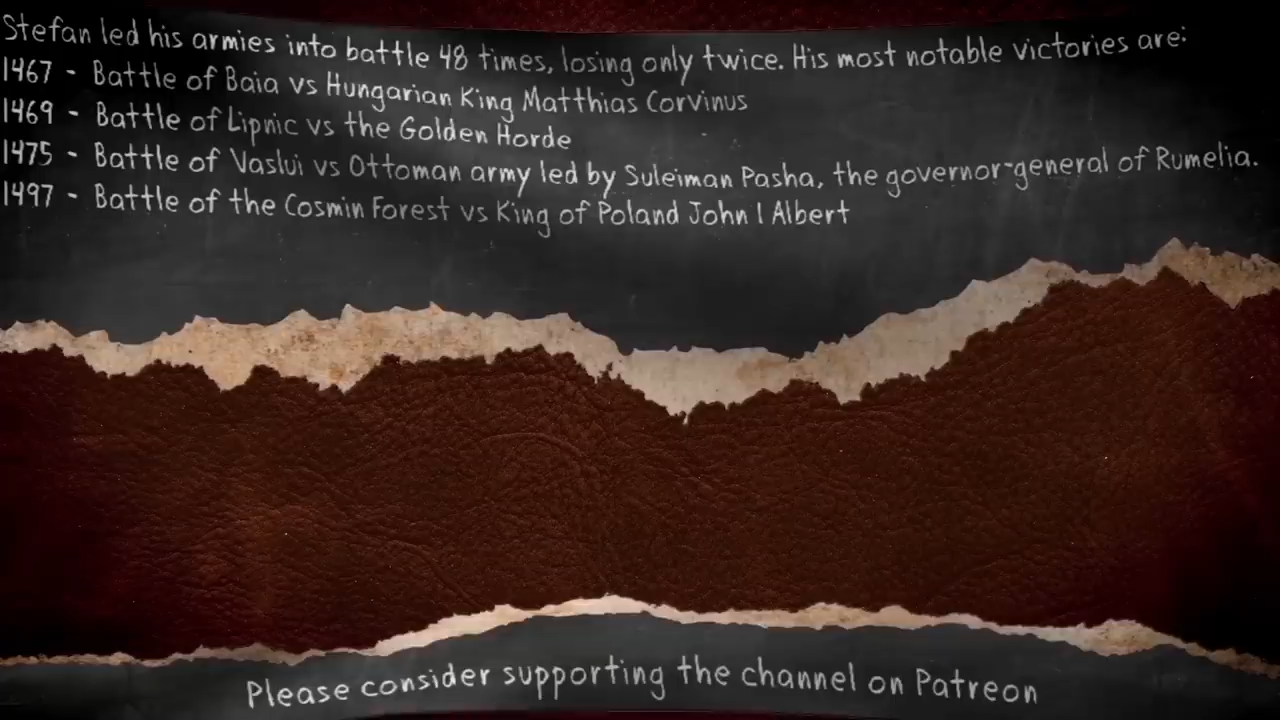 Stefan led his armies into battle 48 times, losing only twice. His most notable victories are:
1467 - Battle of Baia vs Hungarian King Matthias Corvinus
1469 - Battle of Lipnic vs the Golden Horde
1475 - Battle of Vaslui vs Ottoman army led by Suleiman Pasha, the governor-general of Rumelia.
1497 - Battle of the Cosmin Forest vs King of Poland John I Albert
Please consider supporting the channel on Patreon